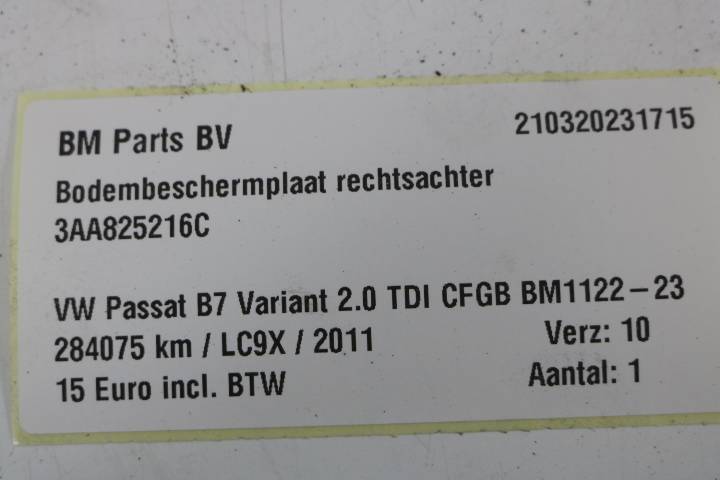 BM Parts BV 210320231715
Bodembeschermplaat rechtsachter
3AA825216C
VW Passat B7 Variant 2.0 TDI CFGB BM1122-23
284075 km / LC9X / 2011 Verz: 10
15 Euro incl. BTW Aantal: 1